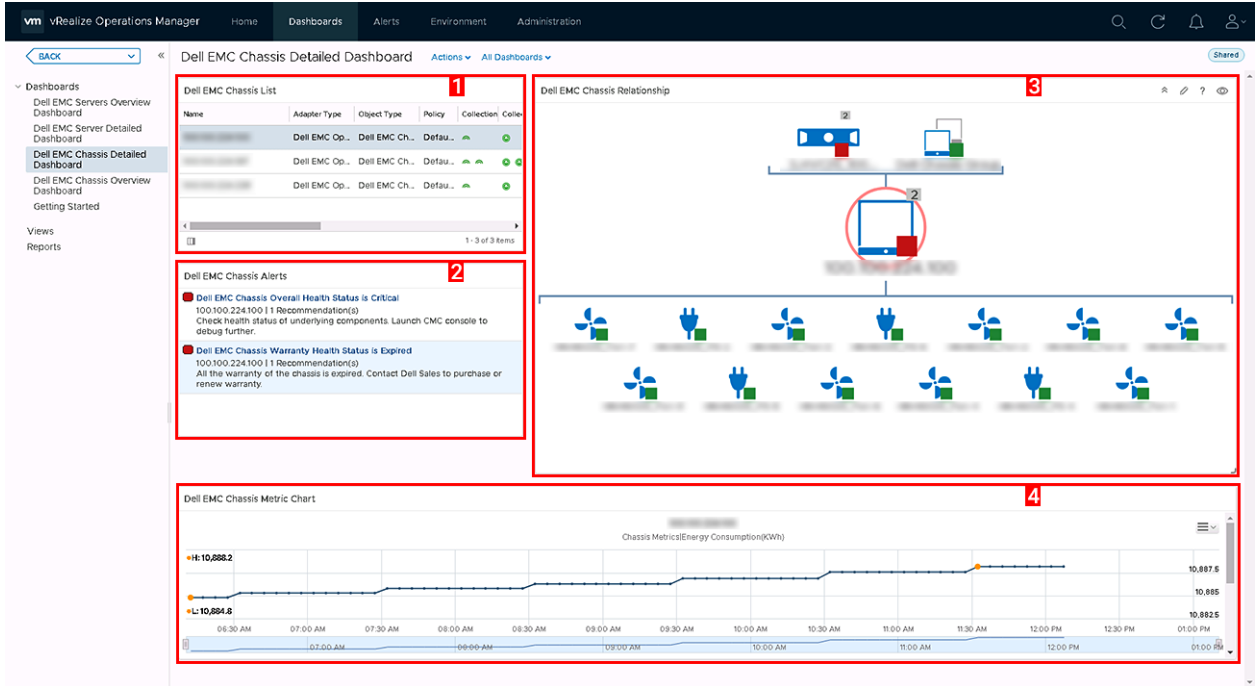 vm vRealize Operations Manager Home Dashboards Alerts Environment Administration
BACK
Dell EMC Chassis Detailed Dashboard Actions All Dashboards Shared
Dashboards
Dell EMC Servers Overview
Dashboard
Dell EMC Server Detailed
Dashboard
Dell EMC Chassis Detailed
Dashboard
Dell EMC Chassis Overview
Dashboard
Getting Started
Views
Reports
Dell EMC Chassis List 1
Name Adapter Type Object Type Policy Collection Colle
Dell EMC Op... Dell EMC Ch... Defau...
Dell EMC Op... Dell EMC Ch... Defau...
Dell EMC Op... Dell EMC Ch... Defau...
1 - 3 of 3 items
Dell EMC Chassis Alerts 2
Dell EMC Chassis Overall Health Status is Critical
100.100.224.100 | 1 Recommendation(s)
Check health status of underlying components. Launch CMC console to
debug further.
Dell EMC Chassis Warranty Health Status is Expired
100.100.224.100 | 1 Recommendation(s)
All the warranty of the chassis is expired. Contact Dell Sales to purchase or
renew warranty.
Dell EMC Chassis Relationship 3
2
2
Dell EMC Chassis Metric Chart 4
Chassis Metrics|Energy Consumption(KWh)
H: 10,888.2
10,887.5
10,885
L: 10,884.8
10,882.5
06:30 AM 07:00 AM 07:30 AM 08:00 AM 08:30 AM 09:00 AM 09:30 AM 10:00 AM 10:30 AM 11:00 AM 11:30 AM 12:00 PM 12:30 PM 01:00 PM
07:00 AM 08:00 AM 09:00 AM 10:00 AM 11:00 AM 12:00 PM 01:00 PM